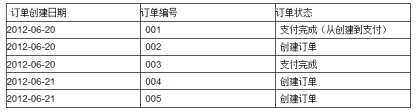 订单创建日期 订单编号 订单状态
2012-06-20 001 支付完成（从创建到支付）
2012-06-20 002 创建订单
2012-06-20 003 支付完成
2012-06-21 004 创建订单
2012-06-21 005 创建订单